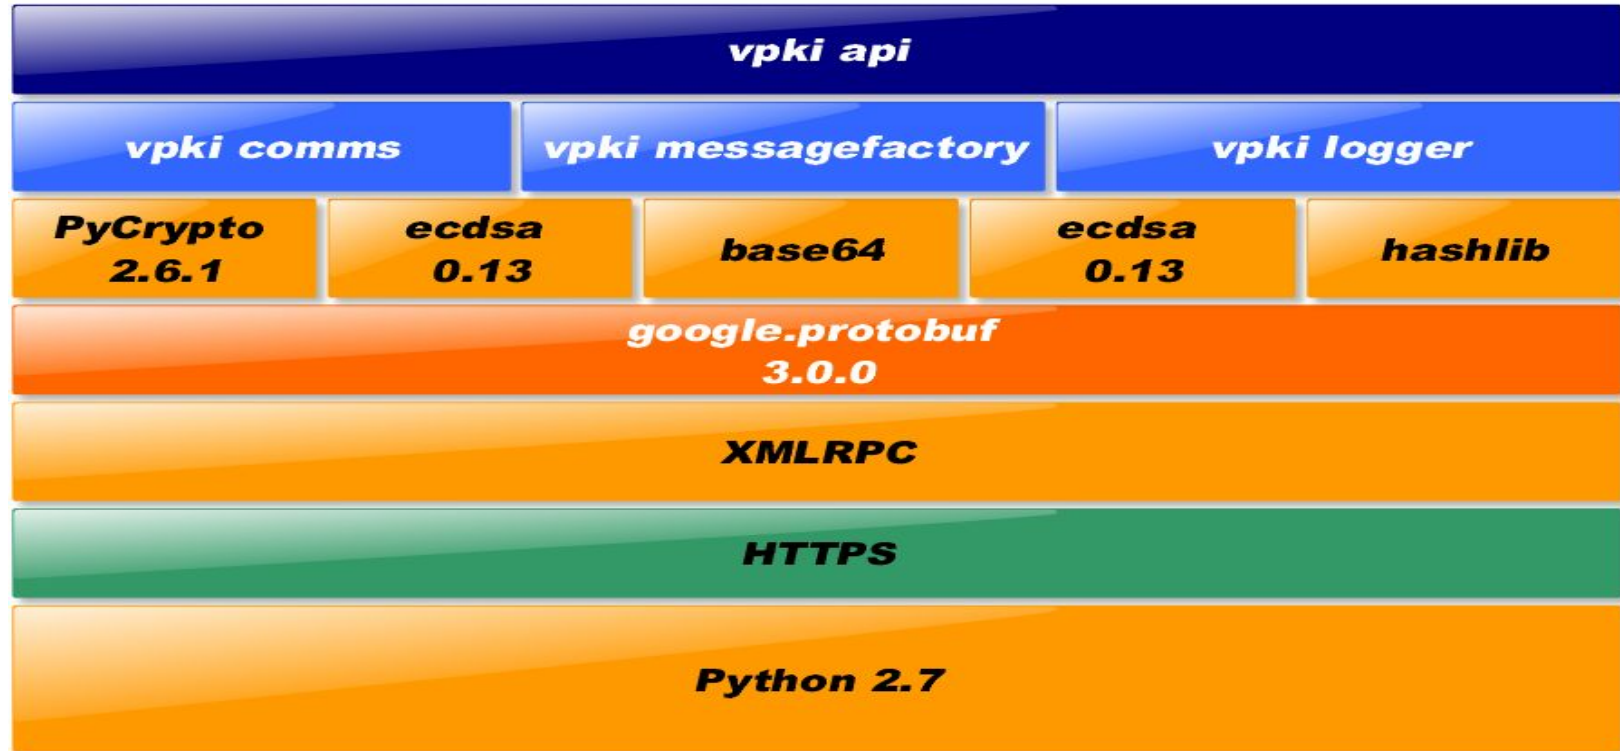 vpki api
vpki comms
vpki messagefactory
vpki logger
PyCrypto
2.6.1
ecdsa
0.13
base64
ecdsa
0.13
hashlib
google.protobuf
3.0.0
XMLRPC
HTTPS
Python 2.7